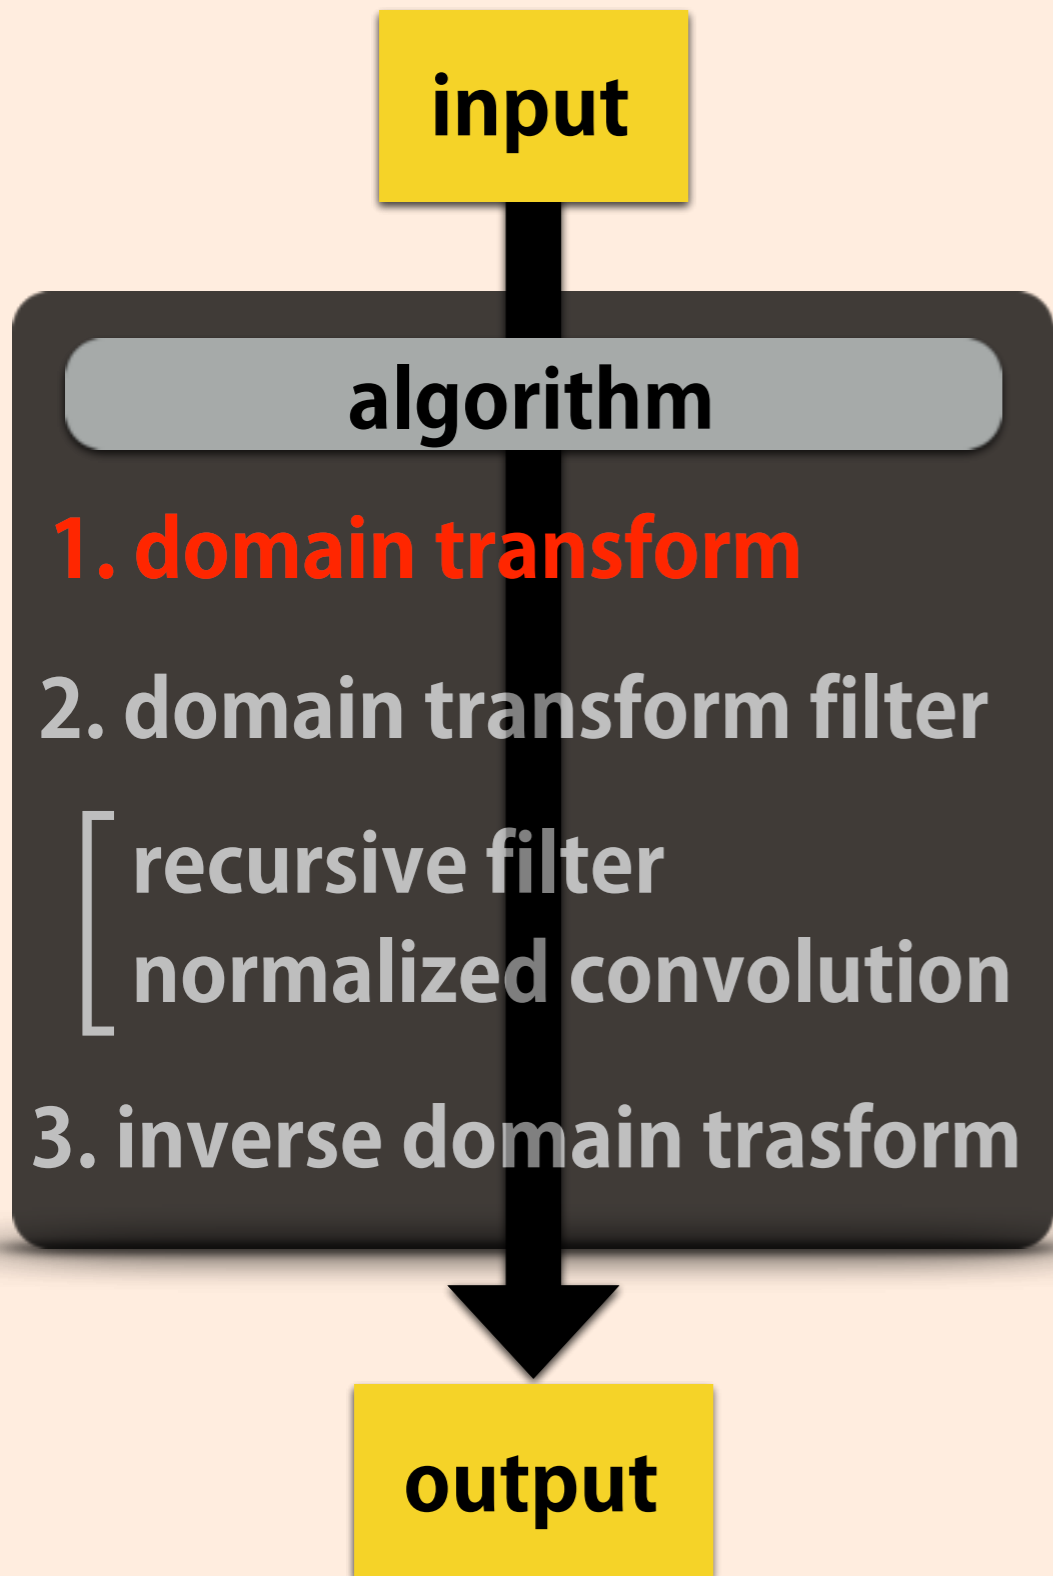 input
algorithm
1. domain transform
2. domain transform filter
recursive filter
normalized convolution
3. inverse domain trasform
output